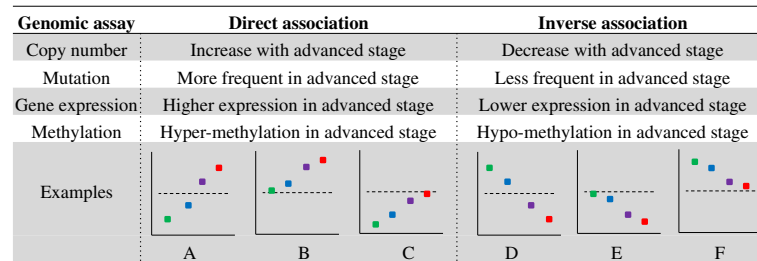 Genomic assay Direct association Inverse association
Copy number Increase with advanced stage Decrease with advanced stage
Mutation More frequent in advanced stage Less frequent in advanced stage
Gene expression Higher expression in advanced stage Lower expression in advanced stage
Methylation Hyper-methylation in advanced stage Hypo-methylation in advanced stage
Examples
A B C D E F